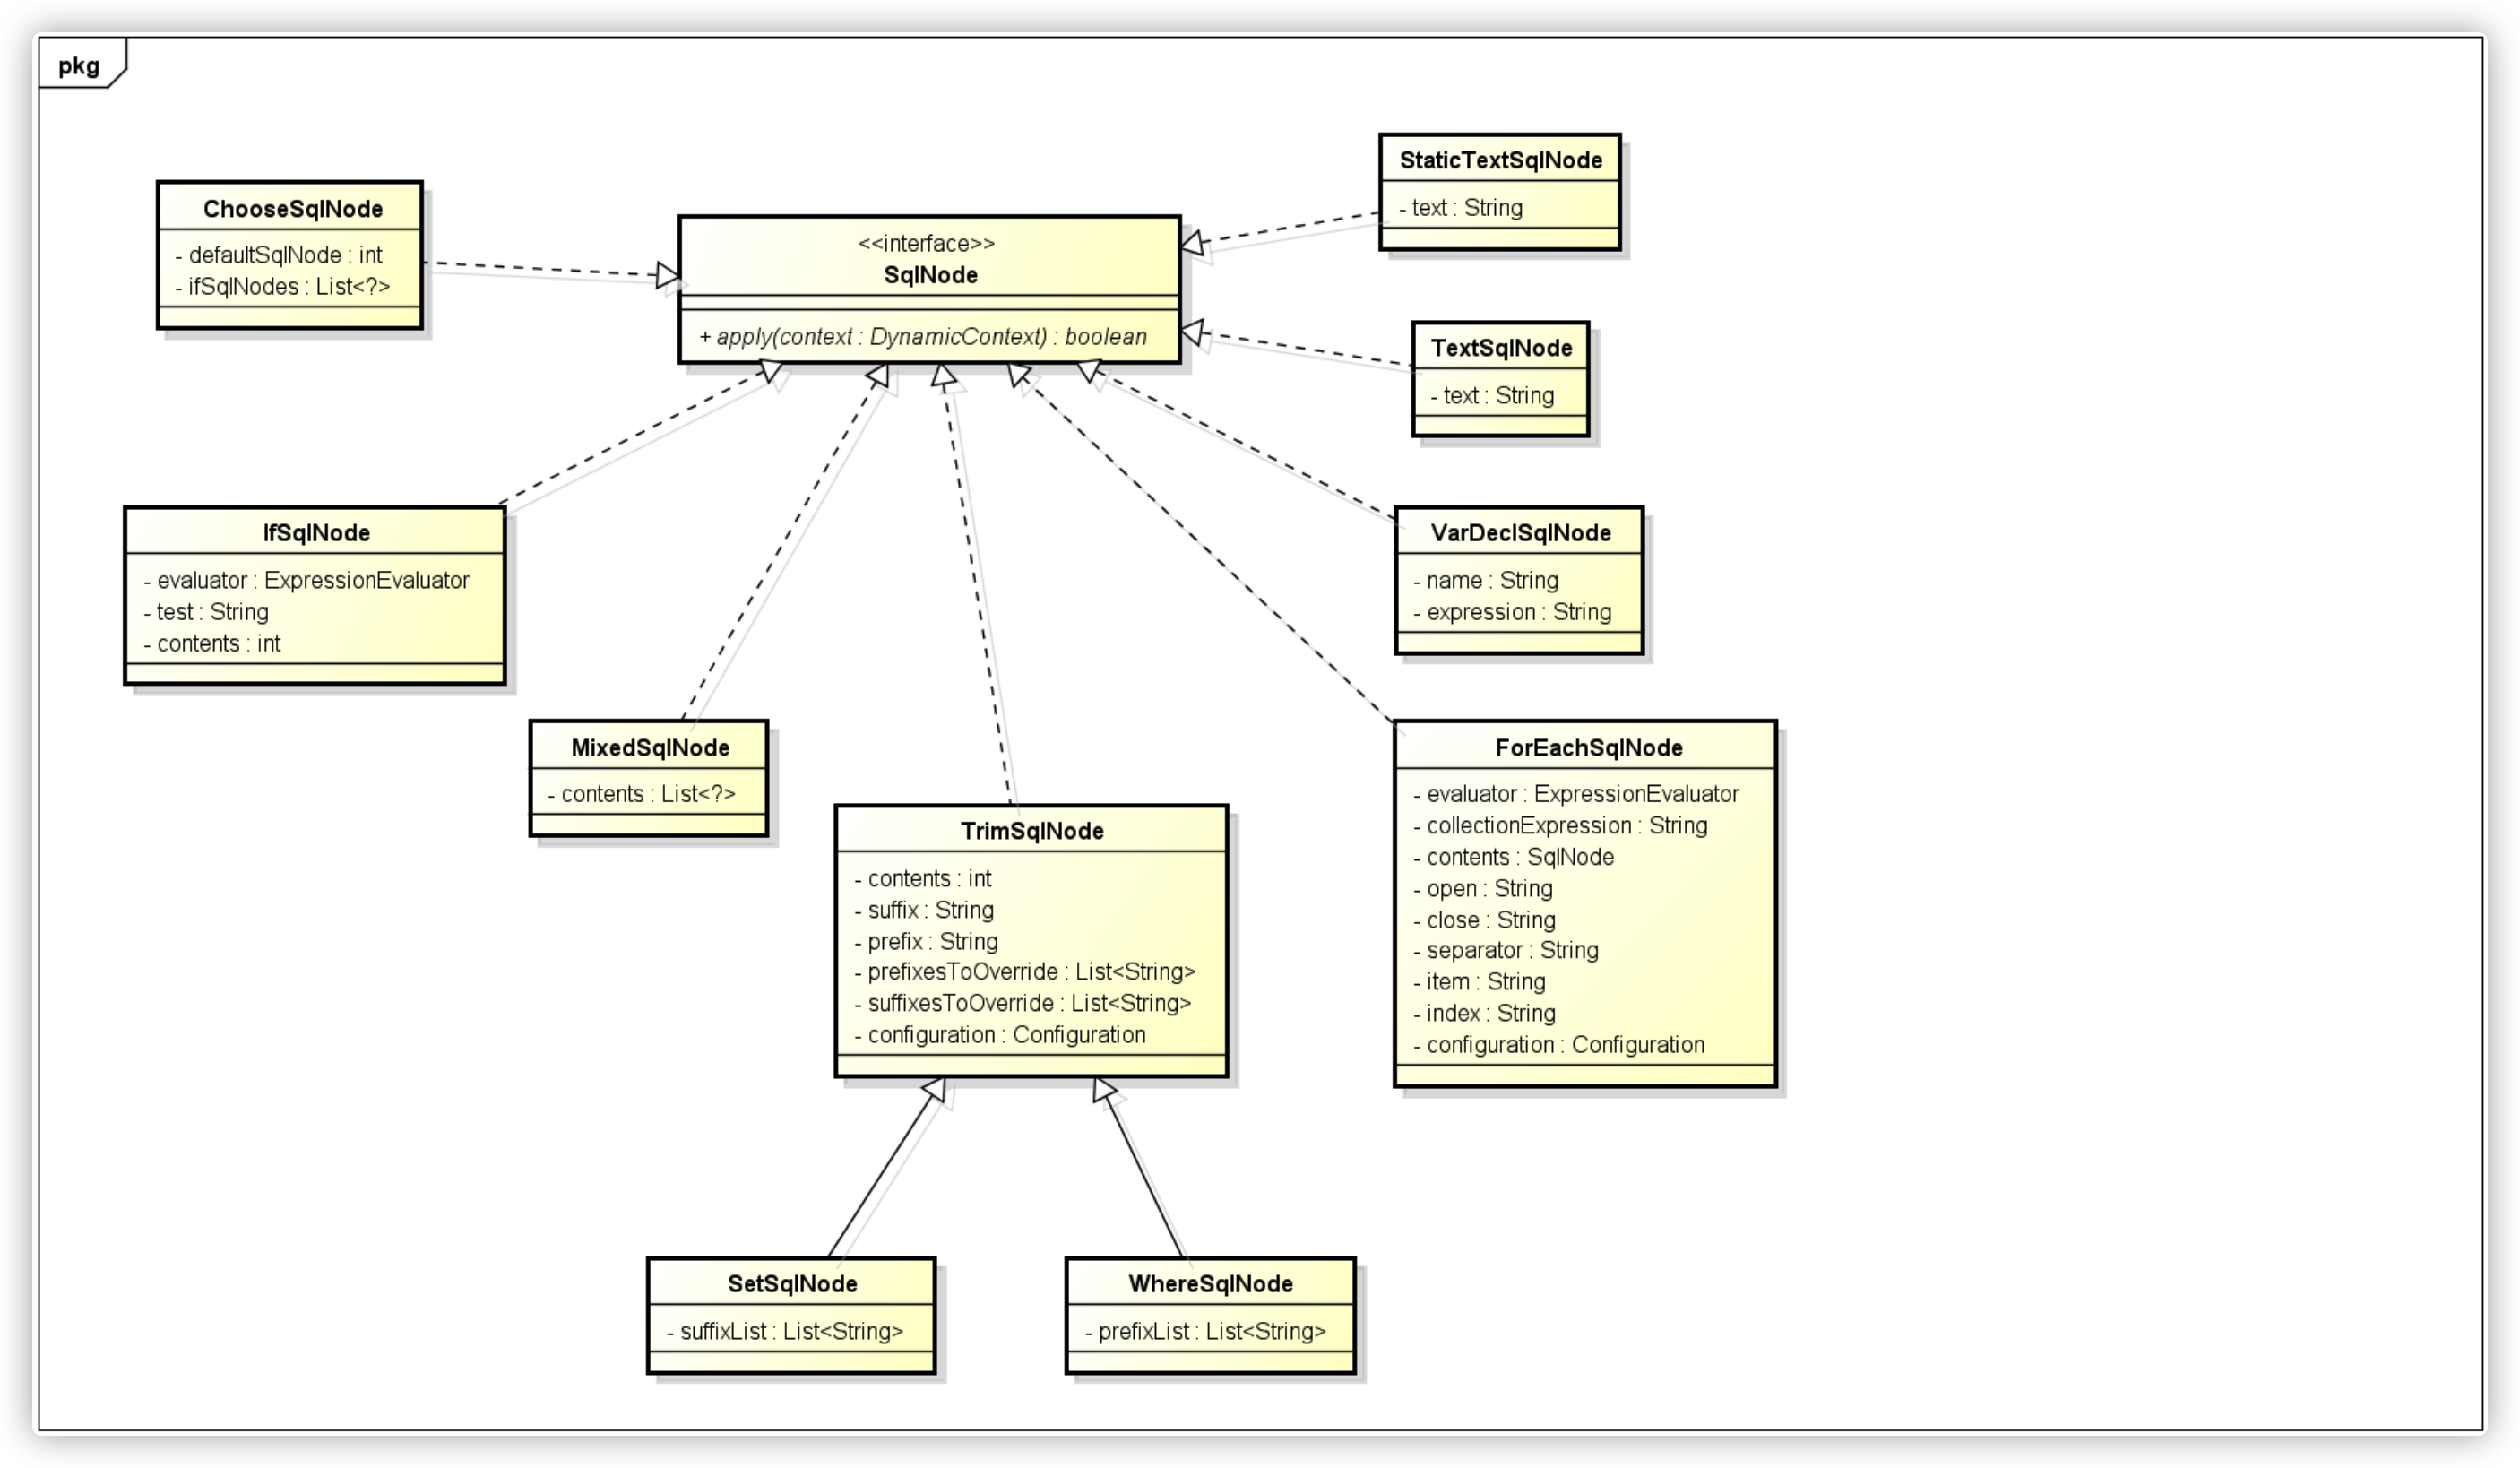 pkg
StaticTextSqlNode
- text : String
ChooseSqlNode
- defaultSqlNode : int
- ifSqlNodes : List<?>
<<interface>>
SqlNode
+ apply(context : DynamicContext) : boolean
TextSqlNode
- text : String
IfSqlNode
- evaluator : ExpressionEvaluator
- test : String
- contents : int
VarDeclSqlNode
- name : String
- expression : String
MixedSqlNode
- contents : List<?>
TrimSqlNode
- contents : int
- suffix : String
- prefix : String
- prefixesToOverride : List<String>
- suffixesToOverride : List<String>
- configuration : Configuration
ForEachSqlNode
- evaluator : ExpressionEvaluator
- collectionExpression : String
- contents : SqlNode
- open : String
- close : String
- separator : String
- item : String
- index : String
- configuration : Configuration
SetSqlNode
- suffixList : List<String>
WhereSqlNode
- prefixList : List<String>